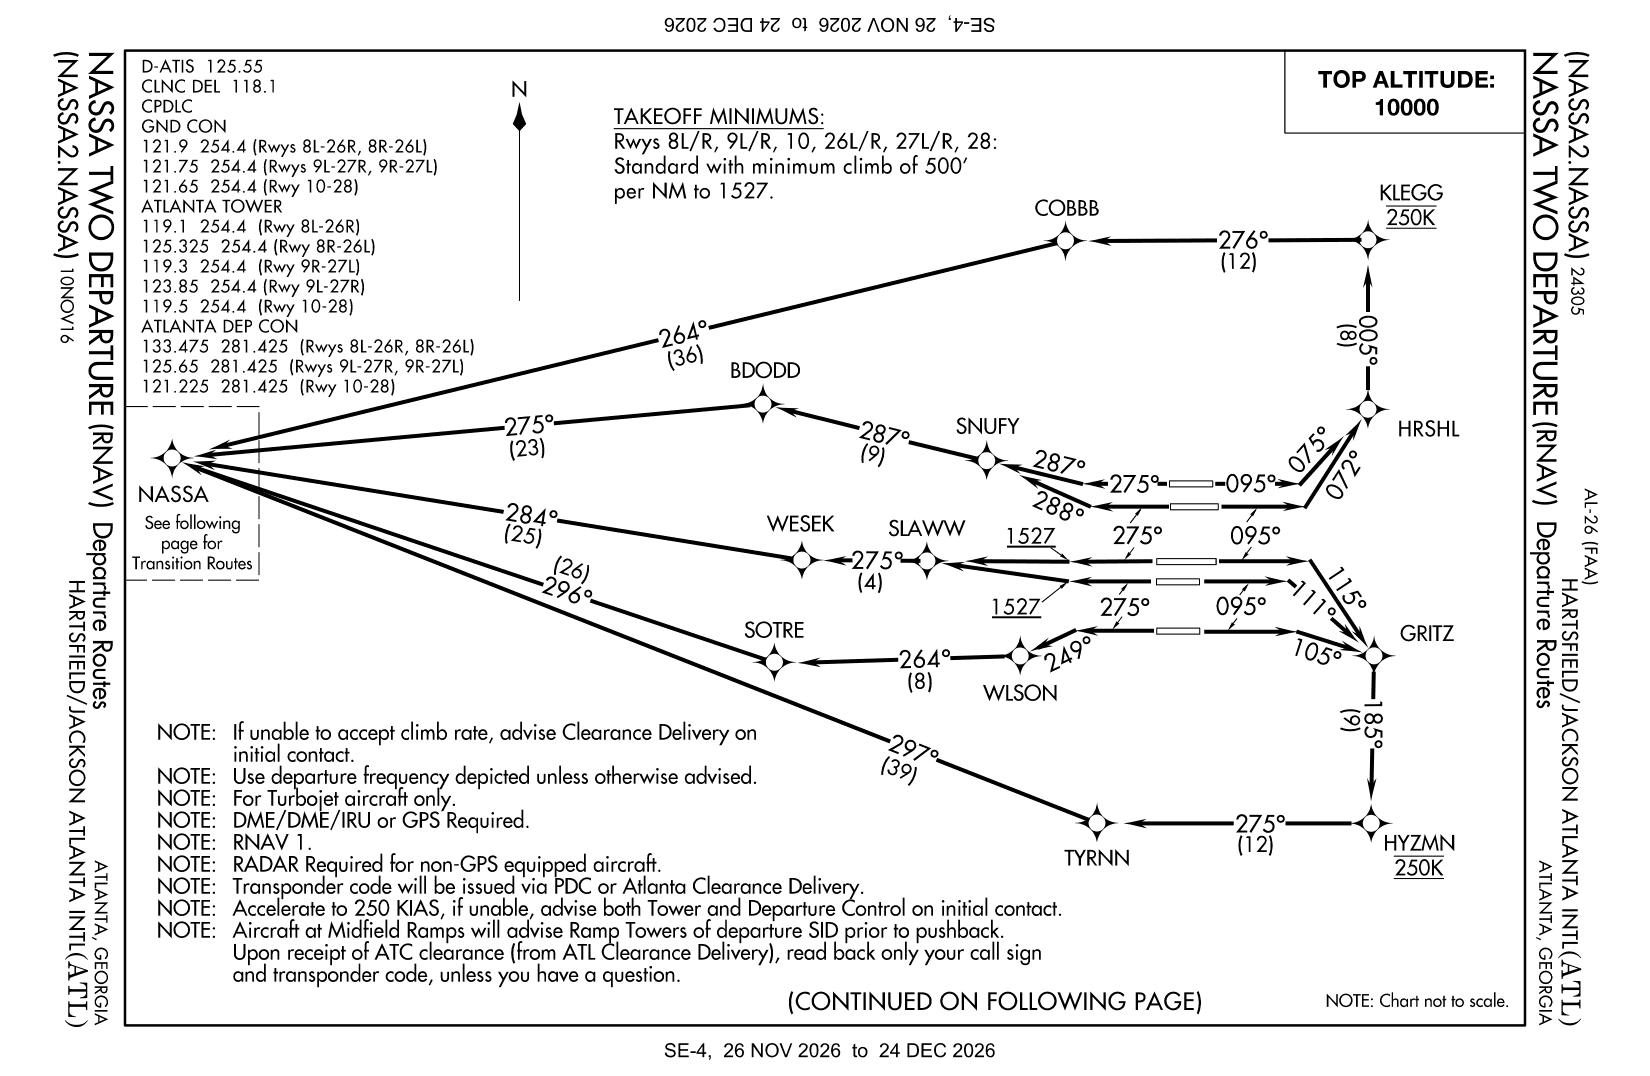 SE-4, 26 NOV 2026 to 24 DEC 2026
(NASSA2.NASSA) 10NOV16
NASSA TWO DEPARTURE (RNAV) Departure Routes
HARTSFIELD/JACKSON ATLANTA INTL(ATL)
ATLANTA, GEORGIA
D-ATIS 125.55
CLNC DEL 118.1
CPDLC
GND CON
121.9 254.4 (Rwys 8L-26R, 8R-26L)
121.75 254.4 (Rwys 9L-27R, 9R-27L)
121.65 254.4 (Rwy 10-28)
ATLANTA TOWER
119.1 254.4 (Rwy 8L-26R)
125.325 254.4 (Rwy 8R-26L)
119.3 254.4 (Rwy 9R-27L)
123.85 254.4 (Rwy 9L-27R)
119.5 254.4 (Rwy 10-28)
ATLANTA DEP CON
133.475 281.425 (Rwys 8L-26R, 8R-26L)
125.65 281.425 (Rwys 9L-27R, 9R-27L)
121.225 281.425 (Rwy 10-28)
N
TAKEOFF MINIMUMS:
Rwys 8L/R, 9L/R, 10, 26L/R, 27L/R, 28:
Standard with minimum climb of 500′
per NM to 1527.
TOP ALTITUDE:
10000
KLEGG
250K
COBBB
276°
(12)
264°
(36)
005°
(8)
BDODD
275°
(23)
287°
(9)
SNUFY
287°
288°
275°
095°
075°
072°
HRSHL
NASSA
See following
page for
Transition Routes
284°
(25)
WESEK
SLAWW
275°
(4)
1527
275°
095°
1527
275°
095°
115°
111°
105°
GRITZ
(26)
296°
SOTRE
264°
(8)
WLSON
249°
185°
(9)
297°
(39)
TYRNN
275°
(12)
HYZMN
250K
NOTE: If unable to accept climb rate, advise Clearance Delivery on
initial contact.
NOTE: Use departure frequency depicted unless otherwise advised.
NOTE: For Turbojet aircraft only.
NOTE: DME/DME/IRU or GPS Required.
NOTE: RNAV 1.
NOTE: RADAR Required for non-GPS equipped aircraft.
NOTE: Transponder code will be issued via PDC or Atlanta Clearance Delivery.
NOTE: Accelerate to 250 KIAS, if unable, advise both Tower and Departure Control on initial contact.
NOTE: Aircraft at Midfield Ramps will advise Ramp Towers of departure SID prior to pushback.
Upon receipt of ATC clearance (from ATL Clearance Delivery), read back only your call sign
and transponder code, unless you have a question.
(CONTINUED ON FOLLOWING PAGE)
NOTE: Chart not to scale.
(NASSA2.NASSA) 24305
NASSA TWO DEPARTURE (RNAV) Departure Routes
AL-26 (FAA)
HARTSFIELD/JACKSON ATLANTA INTL(ATL)
ATLANTA, GEORGIA
SE-4, 26 NOV 2026 to 24 DEC 2026